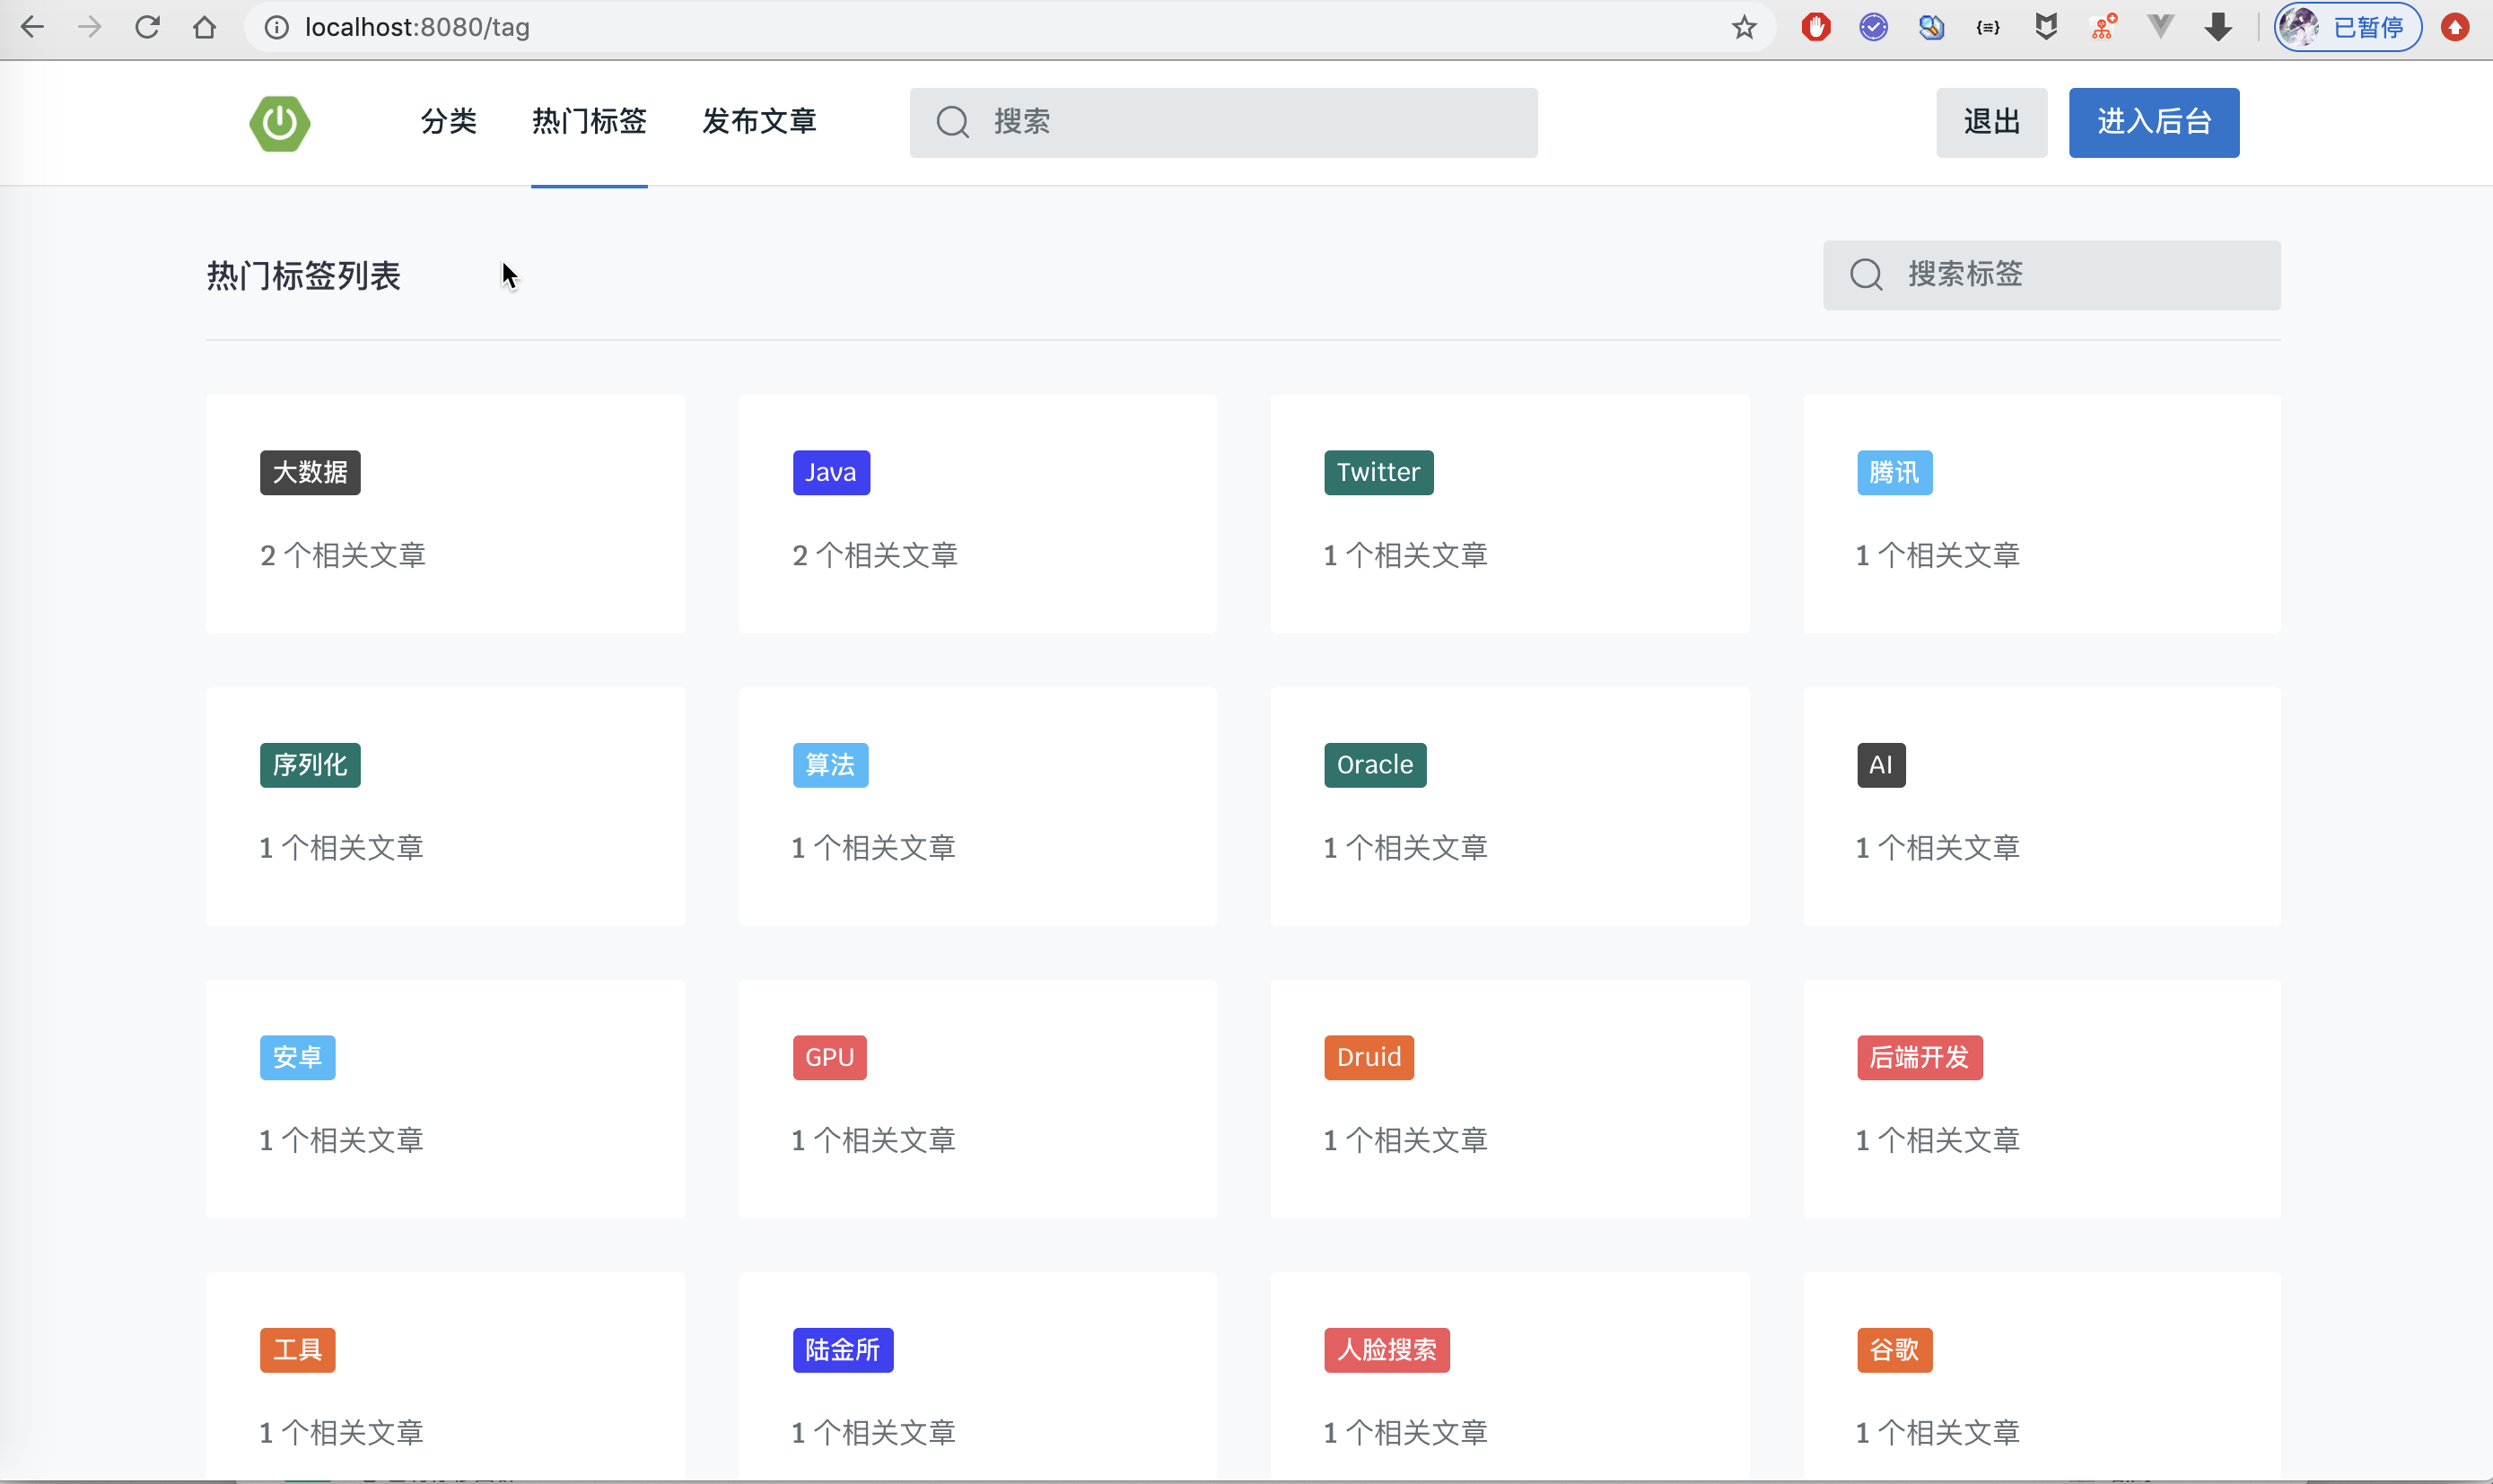 localhost:8080/tag
已暂停
分类 热门标签 发布文章 搜索 退出 进入后台
热门标签列表 搜索标签
大数据 Java Twitter 腾讯
2 个相关文章 2 个相关文章 1 个相关文章 1 个相关文章
序列化 算法 Oracle AI
1 个相关文章 1 个相关文章 1 个相关文章 1 个相关文章
安卓 GPU Druid 后端开发
1 个相关文章 1 个相关文章 1 个相关文章 1 个相关文章
工具 陆金所 人脸搜索 谷歌
1 个相关文章 1 个相关文章 1 个相关文章 1 个相关文章